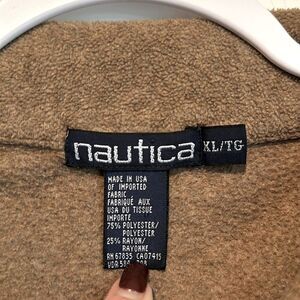 nautica
XL/TG
MADE IN USA
OF IMPORTED
FABRIC
FABRIQUÉ AUX
USA DU TISSUE
IMPORTE
75% POLYESTER/
POLYESTER
25% RAYON/
RAYONNE
RN 67835 CA07415